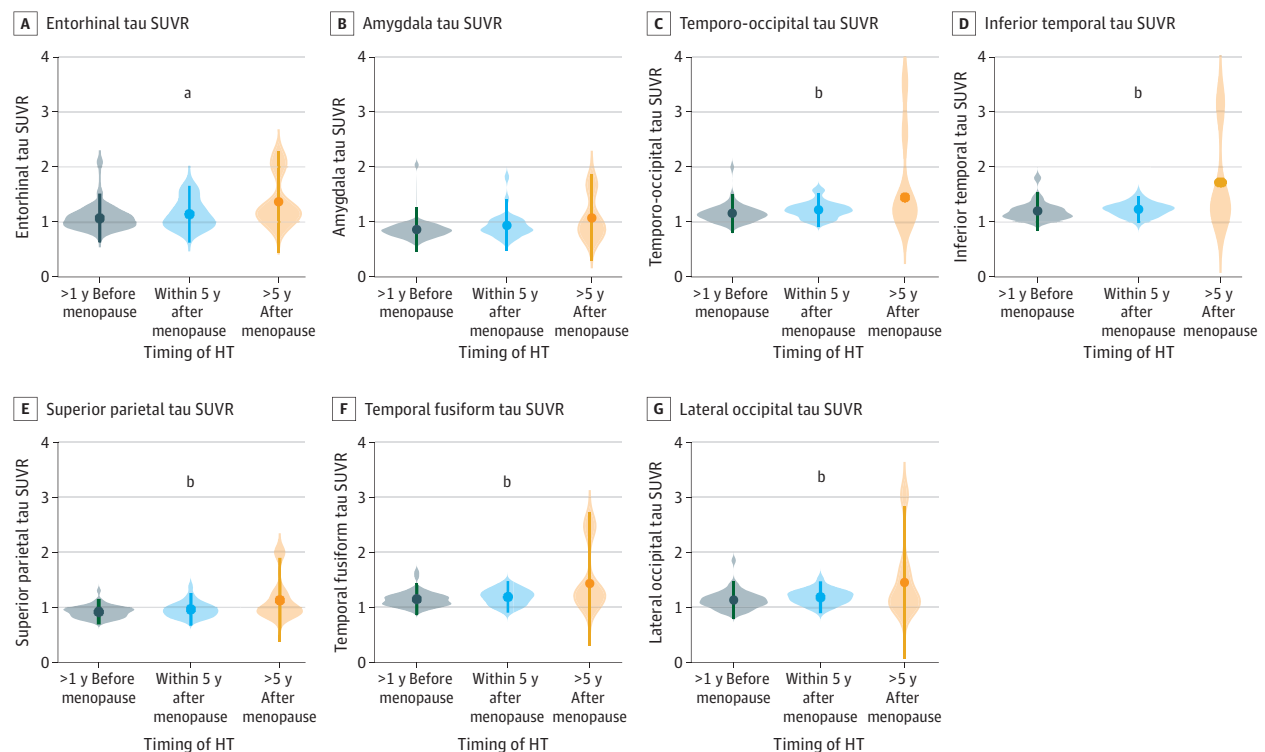 A Entorhinal tau SUVR
Entorhinal tau SUVR
4
3
2
1
0
a
>1 y Before
menopause
Within 5 y
after
menopause
>5 y
After
menopause
Timing of HT
B Amygdala tau SUVR
Amygdala tau SUVR
4
3
2
1
0
>1 y Before
menopause
Within 5 y
after
menopause
>5 y
After
menopause
Timing of HT
C Temporo-occipital tau SUVR
Temporo-occipital tau SUVR
4
3
2
1
0
b
>1 y Before
menopause
Within 5 y
after
menopause
>5 y
After
menopause
Timing of HT
D Inferior temporal tau SUVR
Inferior temporal tau SUVR
4
3
2
1
0
b
>1 y Before
menopause
Within 5 y
after
menopause
>5 y
After
menopause
Timing of HT
E Superior parietal tau SUVR
Superior parietal tau SUVR
4
3
2
1
0
b
>1 y Before
menopause
Within 5 y
after
menopause
>5 y
After
menopause
Timing of HT
F Temporal fusiform tau SUVR
Temporal fusiform tau SUVR
4
3
2
1
0
b
>1 y Before
menopause
Within 5 y
after
menopause
>5 y
After
menopause
Timing of HT
G Lateral occipital tau SUVR
Lateral occipital tau SUVR
4
3
2
1
0
b
>1 y Before
menopause
Within 5 y
after
menopause
>5 y
After
menopause
Timing of HT